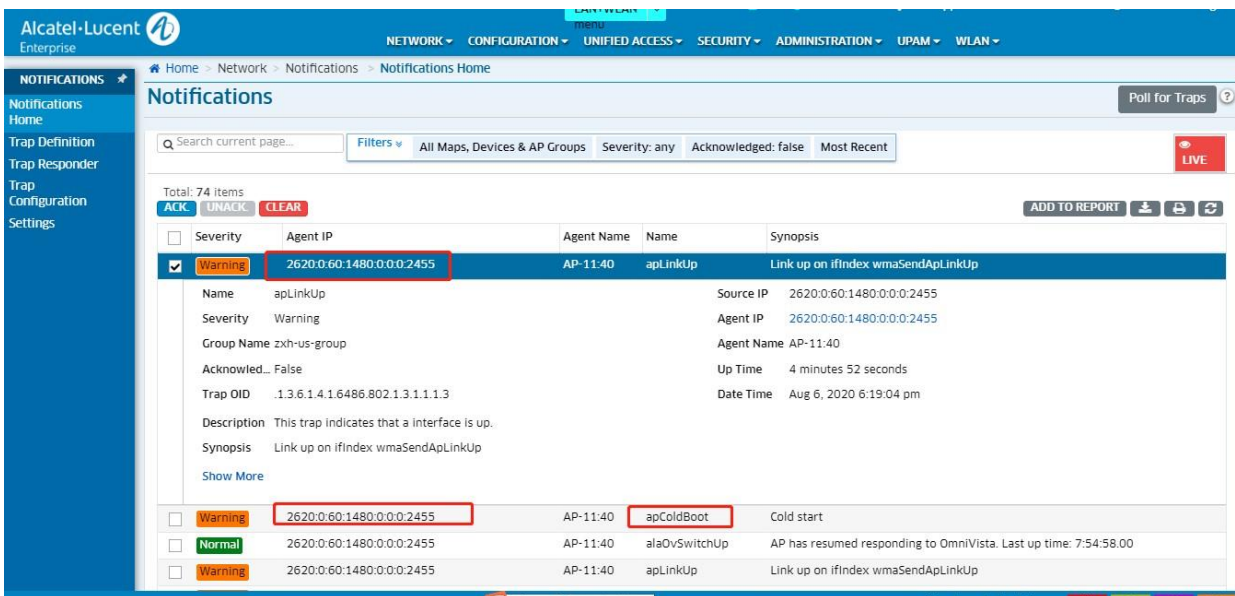 LAN+WLAN
menu
Alcatel·Lucent
Enterprise
NETWORK CONFIGURATION UNIFIED ACCESS SECURITY ADMINISTRATION UPAM WLAN
NOTIFICATIONS
Notifications
Home
Trap Definition
Trap Responder
Trap
Configuration
Settings
Home > Network > Notifications > Notifications Home
Notifications
Poll for Traps ?
Search current page...
Filters All Maps, Devices & AP Groups Severity: any Acknowledged: false Most Recent
LIVE
Total: 74 items
ACK. UNACK. CLEAR
ADD TO REPORT
Severity Agent IP Agent Name Name Synopsis
Warning 2620:0:60:1480:0:0:0:2455 AP-11:40 apLinkUp Link up on ifIndex wmaSendApLinkUp
Name apLinkUp Source IP 2620:0:60:1480:0:0:0:2455
Severity Warning Agent IP 2620:0:60:1480:0:0:0:2455
Group Name zxh-us-group Agent Name AP-11:40
Acknowled... False Up Time 4 minutes 52 seconds
Trap OID .1.3.6.1.4.1.6486.802.1.3.1.1.1.3 Date Time Aug 6, 2020 6:19:04 pm
Description This trap indicates that a interface is up.
Synopsis Link up on ifIndex wmaSendApLinkUp
Show More
Warning 2620:0:60:1480:0:0:0:2455 AP-11:40 apColdBoot Cold start
Normal 2620:0:60:1480:0:0:0:2455 AP-11:40 alaOvSwitchUp AP has resumed responding to OmniVista. Last up time: 7:54:58.00
Warning 2620:0:60:1480:0:0:0:2455 AP-11:40 apLinkUp Link up on ifIndex wmaSendApLinkUp